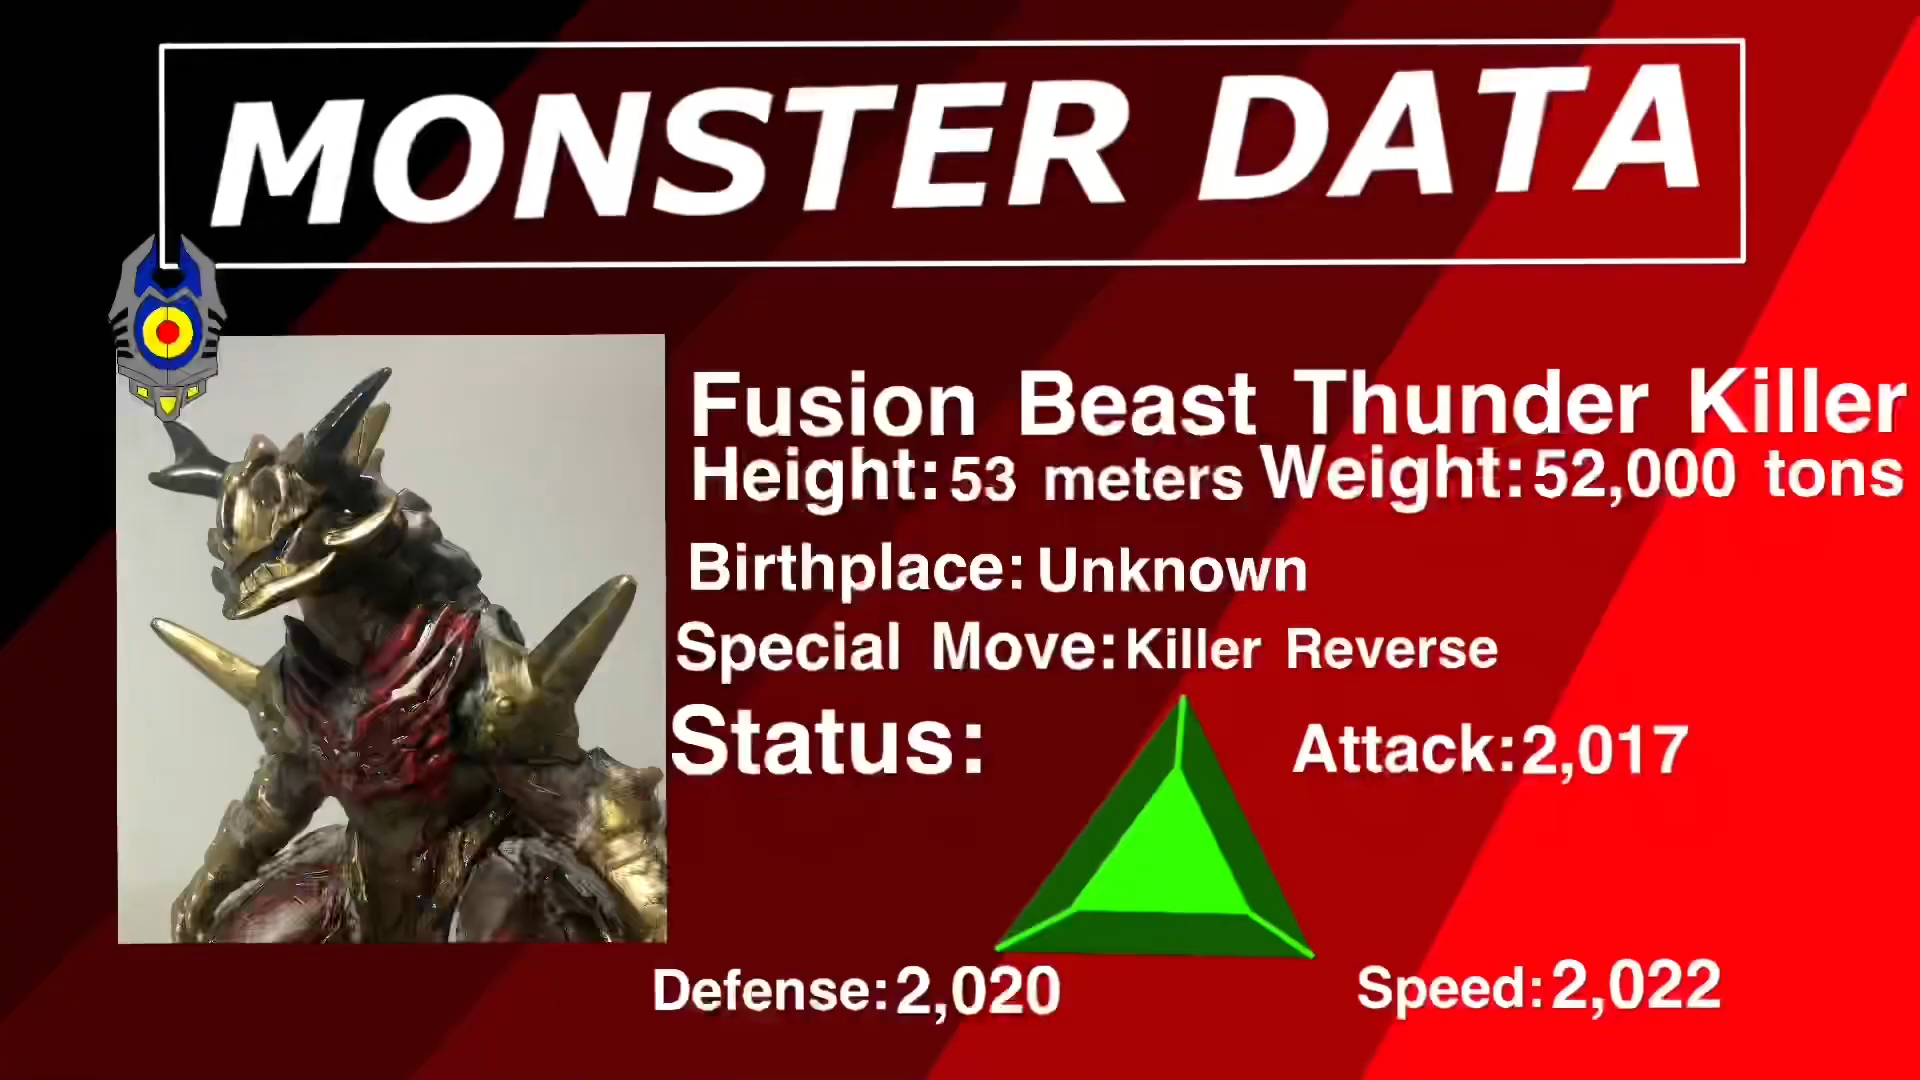 MONSTER DATA
Fusion Beast Thunder Killer
Height: 53 meters Weight: 52,000 tons
Birthplace: Unknown
Special Move: Killer Reverse
Status:
Attack: 2,017
Defense: 2,020
Speed: 2,022